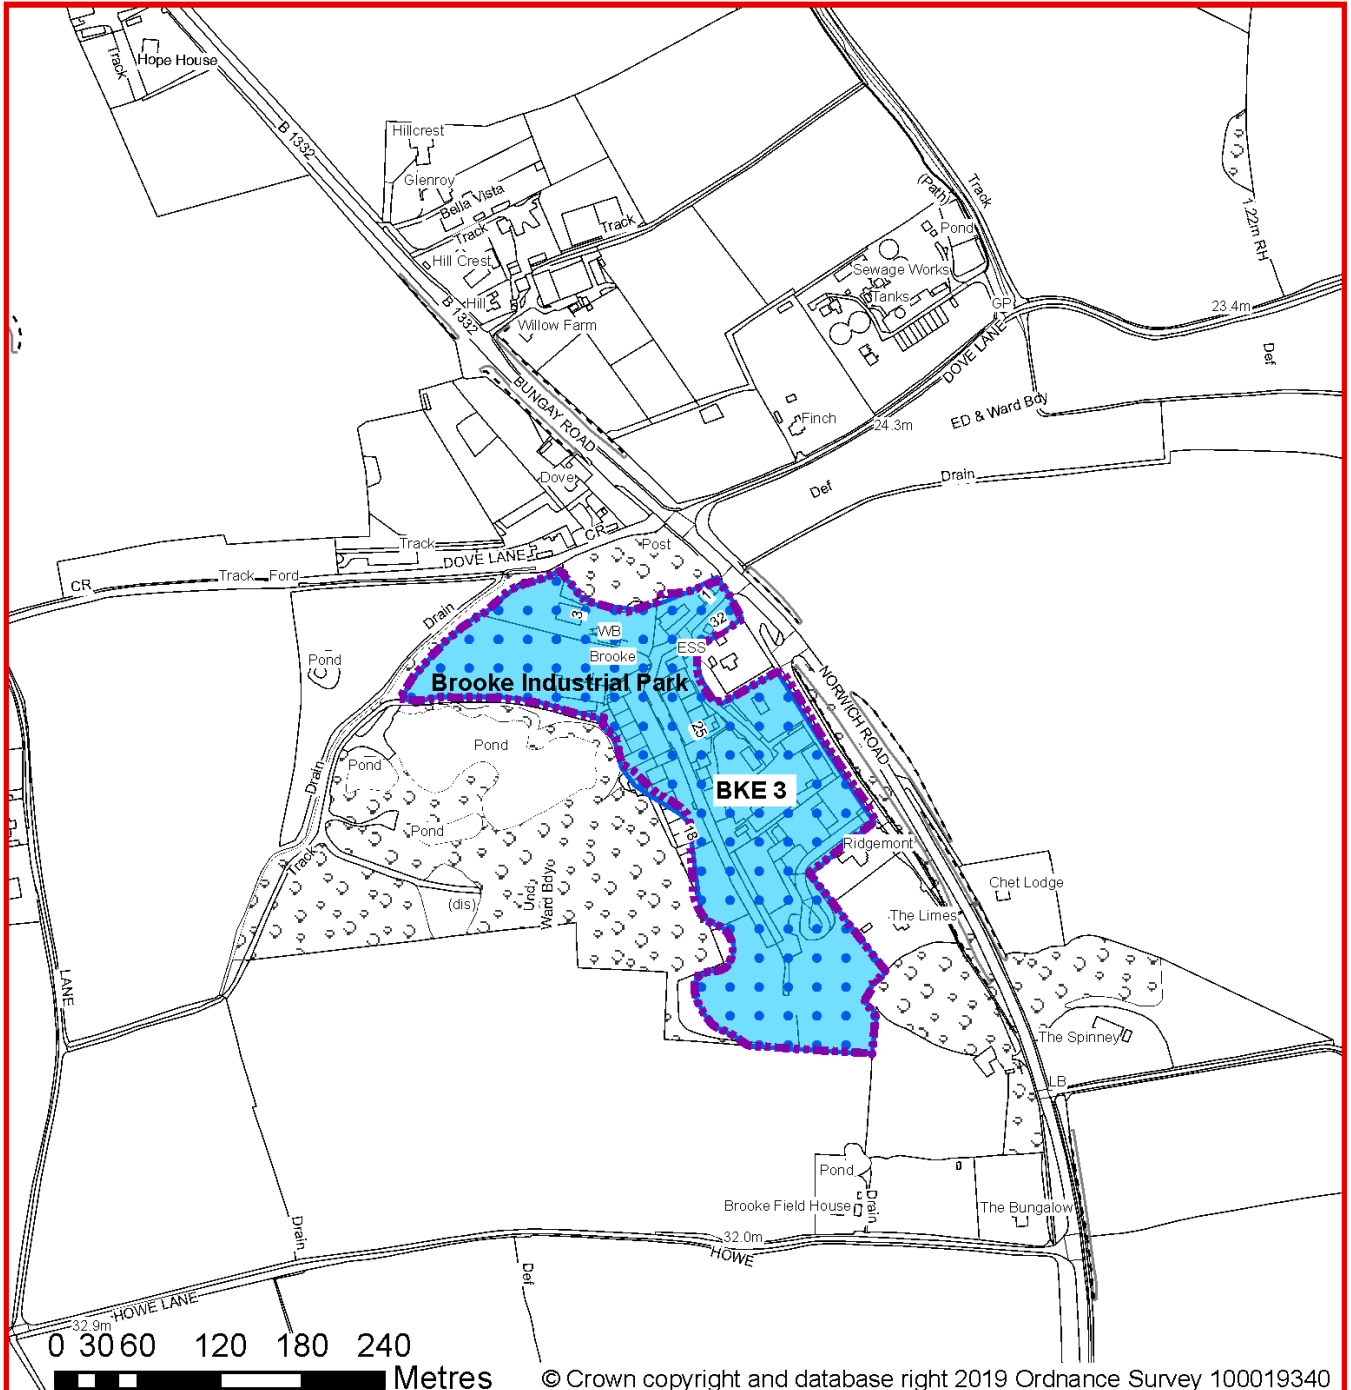 Hope House
Track
B 1332
Hillcrest
Glenroy
Bella Vista
Track
Track
Hill Crest
Hill
B 1332
Willow Farm
(Path)
Track
Pond
Sewage Works
Tanks
GP
1.22m RH
23.4m
DOVE LANE
Def
BUNGAY ROAD
Finch
24.3m
ED & Ward Bdy
Dove
Def
Drain
CR
Post
Track
DOVE LANE
CR
Track
Ford
Drain
3
1
32
WB
ESS
Brooke
Pond
Brooke Industrial Park
NORWICH ROAD
25
Pond
Pond
Drain
BKE 3
Pond
18
Ridgemont
Track
Chet Lodge
(dis)
Und
Ward Bdy
The Limes
LANE
The Spinney
LB
Pond
Drain
Brooke Field House
The Bungalow
Drain
32.0m
HOWE
Def
HOWE LANE
32.9m
0 30 60 120 180 240
Metres
© Crown copyright and database right 2019 Ordnance Survey 100019340